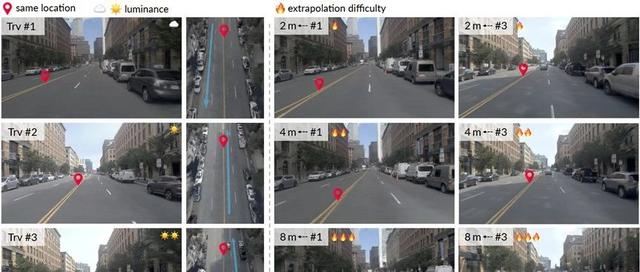 same location luminance extrapolation difficulty
Trv #1 2 m ⇠ #1 2 m ⇠ #3
Trv #2 4 m ⇠ #1 4 m ⇠ #3
Trv #3 8 m ⇠ #1 8 m ⇠ #3